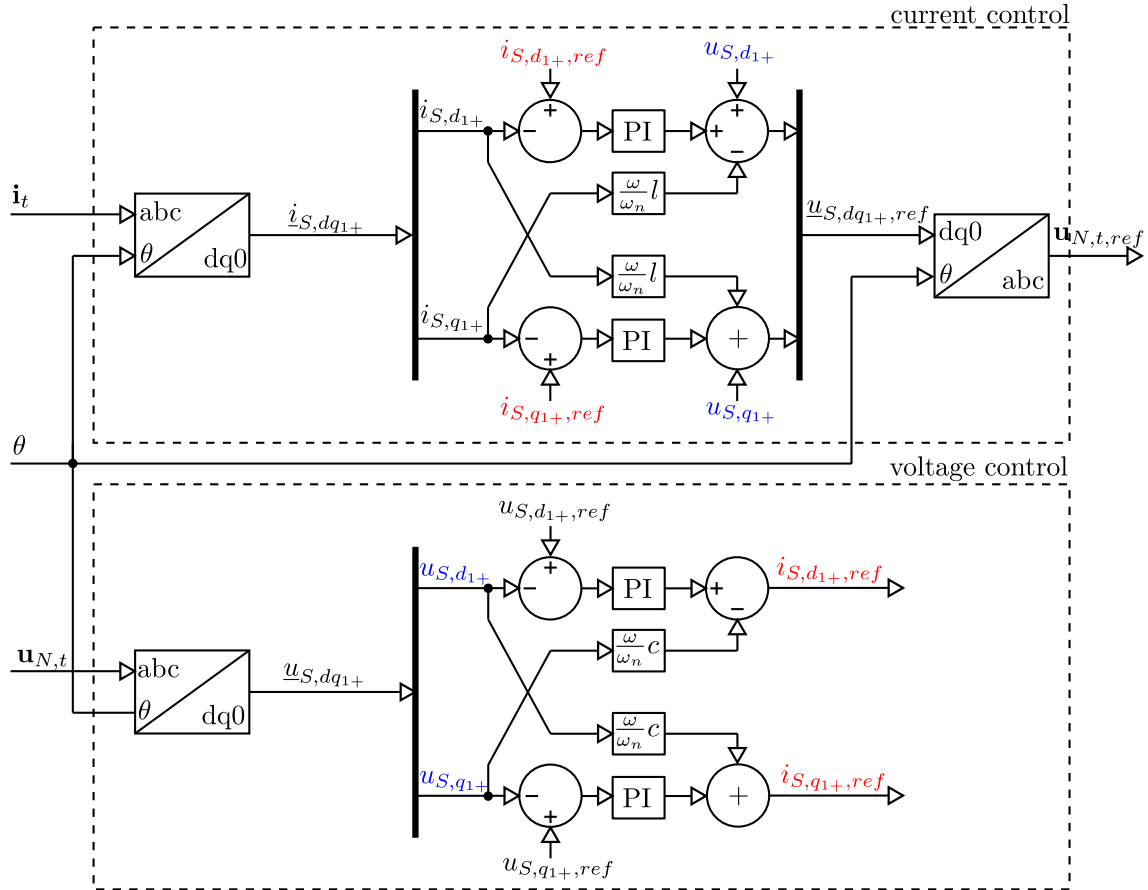 current control
i_{S,d_{1+},ref} u_{S,d_{1+}}
i_{S,d_{1+}} + +
− PI + −
i_t abc θ dq0
i_{S,dq_{1+}}
ω/ω_n l
u_{S,dq_{1+},ref}
dq0 θ abc
u_{N,t,ref}
ω/ω_n l
i_{S,q_{1+}}
− + PI +
i_{S,q_{1+},ref} u_{S,q_{1+}}
θ
voltage control
u_{S,d_{1+},ref}
u_{S,d_{1+}} + i_{S,d_{1+},ref}
− PI + −
u_{N,t} abc θ dq0
u_{S,dq_{1+}}
ω/ω_n c
ω/ω_n c
u_{S,q_{1+}} i_{S,q_{1+},ref}
− + PI +
u_{S,q_{1+},ref}